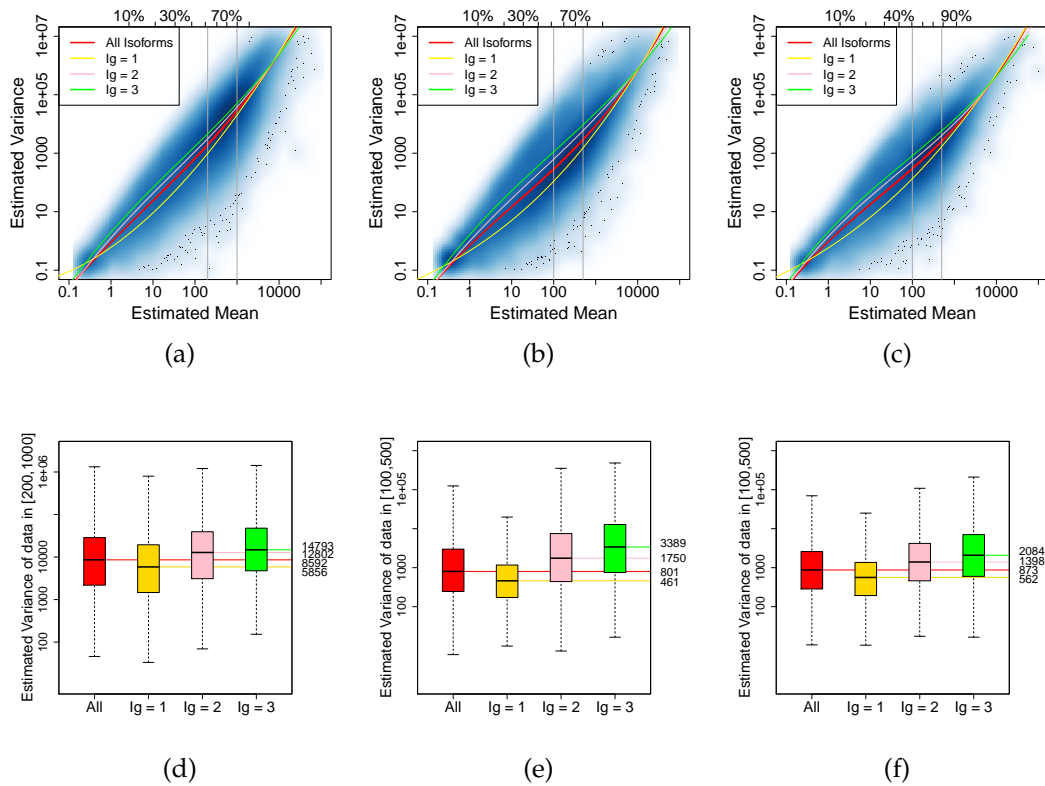 10% 30% 70%
1e+07
1e+05
1000
10
0.1
Estimated Variance
All Isoforms
Ig = 1
Ig = 2
Ig = 3
0.1 1 10 100 10000
Estimated Mean
(a)
10% 30% 70%
1e+07
1e+05
1000
10
0.1
Estimated Variance
All Isoforms
Ig = 1
Ig = 2
Ig = 3
0.1 1 10 100 10000
Estimated Mean
(b)
10% 40% 90%
1e+07
1e+05
1000
10
0.1
Estimated Variance
All Isoforms
Ig = 1
Ig = 2
Ig = 3
0.1 1 10 100 10000
Estimated Mean
(c)
Estimated Variance of data in [200,1000]
1e+06
10000
1000
100
14793
12802
8592
5856
All Ig = 1 Ig = 2 Ig = 3
(d)
Estimated Variance of data in [100,500]
1e+05
1000
100
3389
1750
801
461
All Ig = 1 Ig = 2 Ig = 3
(e)
Estimated Variance of data in [100,500]
1e+05
1000
100
2084
1398
873
562
All Ig = 1 Ig = 2 Ig = 3
(f)